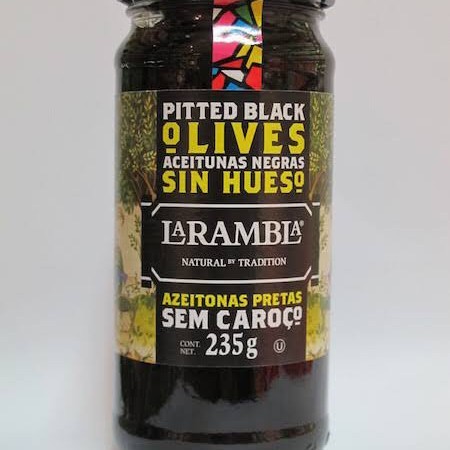 PITTED BLACK
OLIVES
ACEITUNAS NEGRAS
SIN HUESO
LARAMBLA®
NATURAL BY TRADITION
AZEITONAS PRETAS
SEM CAROÇO
CONT. NET. 235g U